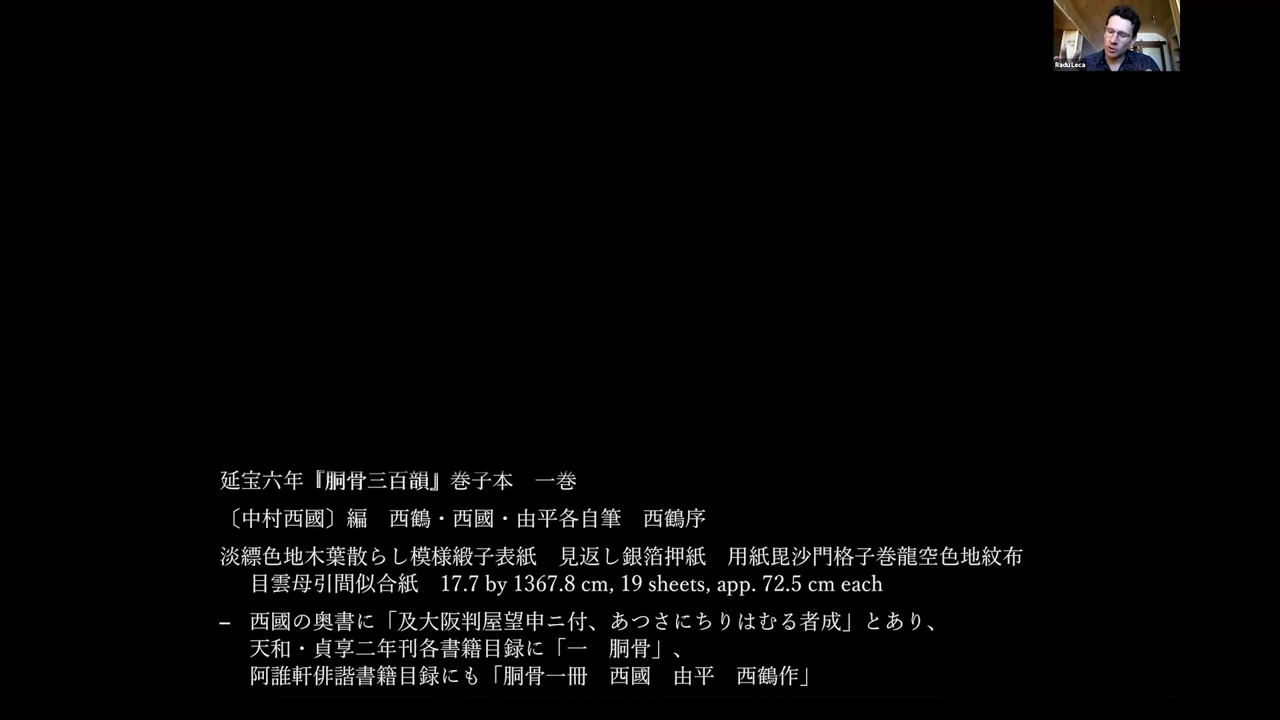 Radu Leca
延宝六年『胴骨三百韻』巻子本　一巻
〔中村西國〕編　西鶴・西國・由平各自筆　西鶴序
淡縹色地木葉散らし模様緞子表紙　見返し銀箔押紙　用紙毘沙門格子巻龍空色地紋布
目雲母引間似合紙　17.7 by 1367.8 cm, 19 sheets, app. 72.5 cm each
– 西國の奥書に「及大阪判屋望申ニ付、あつさにちりはむる者成」とあり、
天和・貞享二年刊各書籍目録に「一　胴骨」、
阿誰軒俳諧書籍目録にも「胴骨一冊　西國　由平　西鶴作」